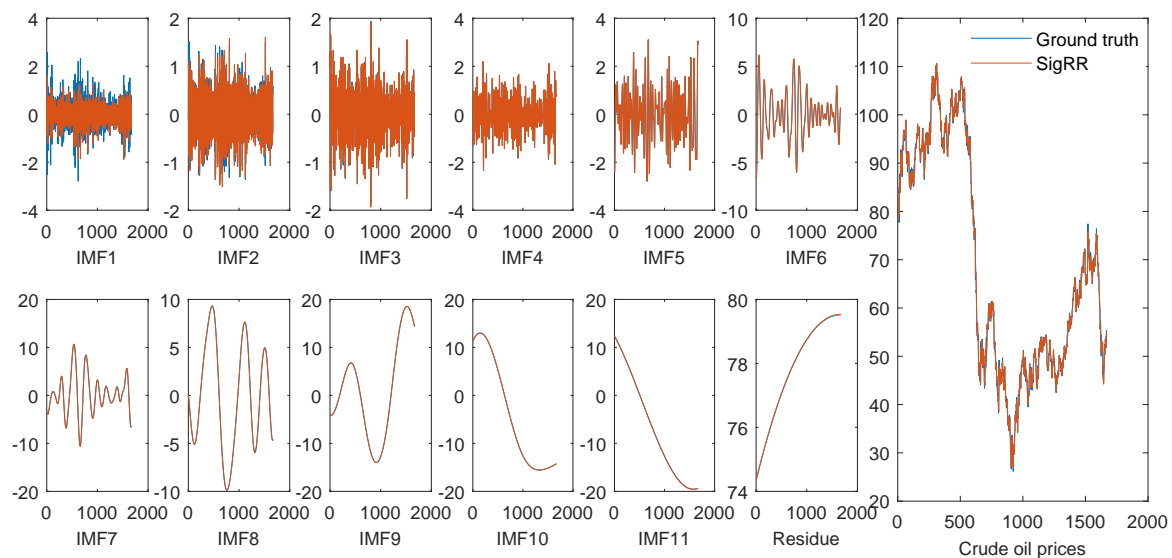 4 2 0 -2 -4
0 1000 2000
IMF1
2 1 0 -1 -2
0 1000 2000
IMF2
2 1 0 -1 -2
0 1000 2000
IMF3
4 2 0 -2 -4
0 1000 2000
IMF4
4 2 0 -2 -4
0 1000 2000
IMF5
10 5 0 -5 -10
0 1000 2000
IMF6
20 10 0 -10 -20
0 1000 2000
IMF7
10 5 0 -5 -10
0 1000 2000
IMF8
20 10 0 -10 -20
0 1000 2000
IMF9
20 10 0 -10 -20
0 1000 2000
IMF10
20 10 0 -10 -20
0 1000 2000
IMF11
80 78 76 74
0 1000 2000
Residue
120 110 100 90 80 70 60 50 40 30 20
Ground truth
SigRR
0 500 1000 1500 2000
Crude oil prices